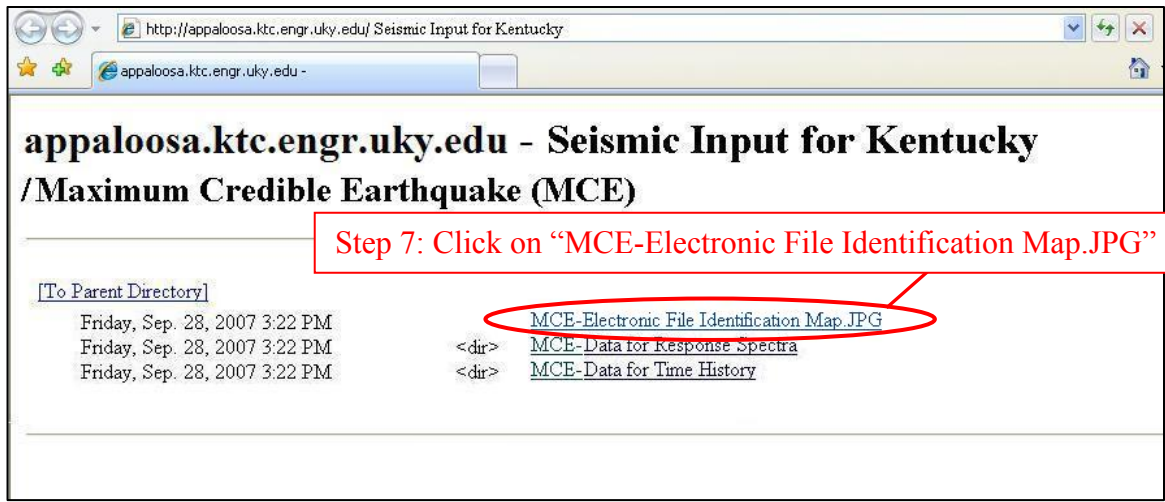 http://appaloosa.ktc.engr.uky.edu/ Seismic Input for Kentucky
appaloosa.ktc.engr.uky.edu -
appaloosa.ktc.engr.uky.edu - Seismic Input for Kentucky
/Maximum Credible Earthquake (MCE)
Step 7: Click on “MCE-Electronic File Identification Map.JPG”
[To Parent Directory]
Friday, Sep. 28, 2007 3:22 PM MCE-Electronic File Identification Map.JPG
Friday, Sep. 28, 2007 3:22 PM <dir> MCE-Data for Response Spectra
Friday, Sep. 28, 2007 3:22 PM <dir> MCE-Data for Time History